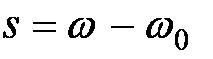 s = ω − ω₀